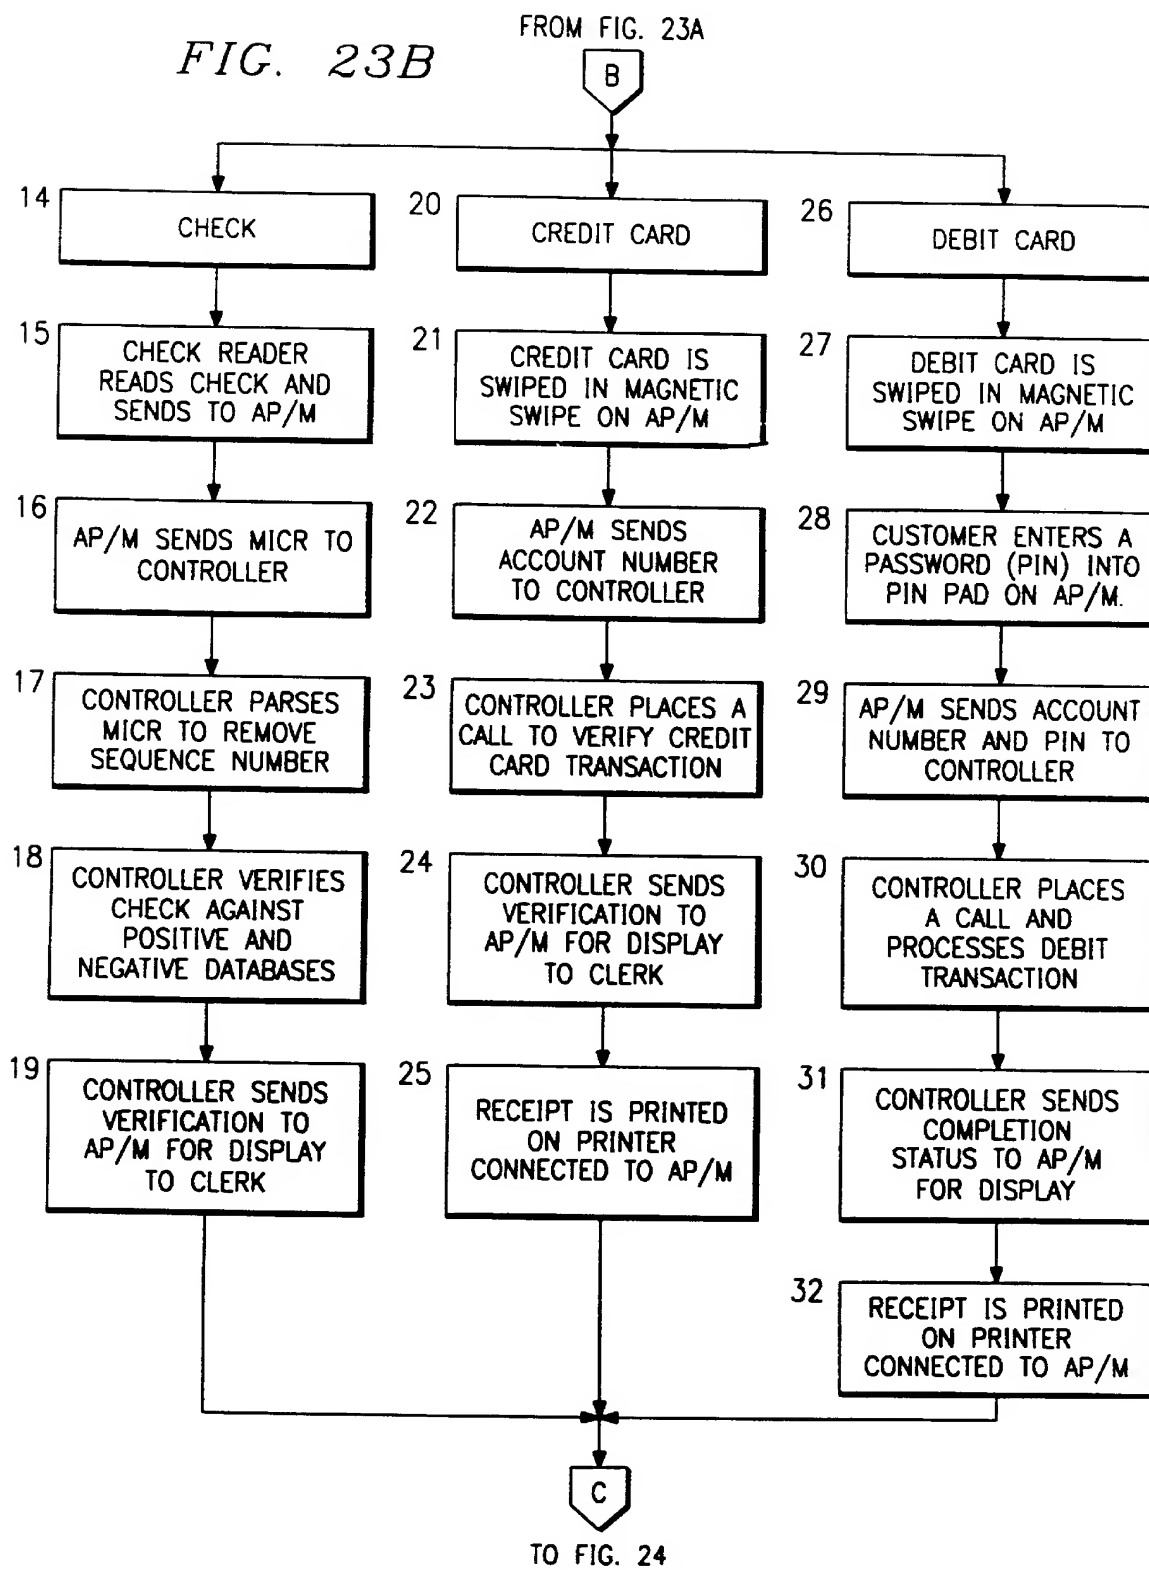 FROM FIG. 23A
FIG. 23B
B
14
CHECK
15
CHECK READER
READS CHECK AND
SENDS TO AP/M
16
AP/M SENDS MICR TO
CONTROLLER
17
CONTROLLER PARSES
MICR TO REMOVE
SEQUENCE NUMBER
18
CONTROLLER VERIFIES
CHECK AGAINST
POSITIVE AND
NEGATIVE DATABASES
19
CONTROLLER SENDS
VERIFICATION TO
AP/M FOR DISPLAY
TO CLERK
20
CREDIT CARD
21
CREDIT CARD IS
SWIPED IN MAGNETIC
SWIPE ON AP/M
22
AP/M SENDS
ACCOUNT NUMBER
TO CONTROLLER
23
CONTROLLER PLACES A
CALL TO VERIFY CREDIT
CARD TRANSACTION
24
CONTROLLER SENDS
VERIFICATION TO
AP/M FOR DISPLAY
TO CLERK
25
RECEIPT IS PRINTED
ON PRINTER
CONNECTED TO AP/M
26
DEBIT CARD
27
DEBIT CARD IS
SWIPED IN MAGNETIC
SWIPE ON AP/M
28
CUSTOMER ENTERS A
PASSWORD (PIN) INTO
PIN PAD ON AP/M.
29
AP/M SENDS ACCOUNT
NUMBER AND PIN TO
CONTROLLER
30
CONTROLLER PLACES
A CALL AND
PROCESSES DEBIT
TRANSACTION
31
CONTROLLER SENDS
COMPLETION
STATUS TO AP/M
FOR DISPLAY
32
RECEIPT IS PRINTED
ON PRINTER
CONNECTED TO AP/M
C
TO FIG. 24